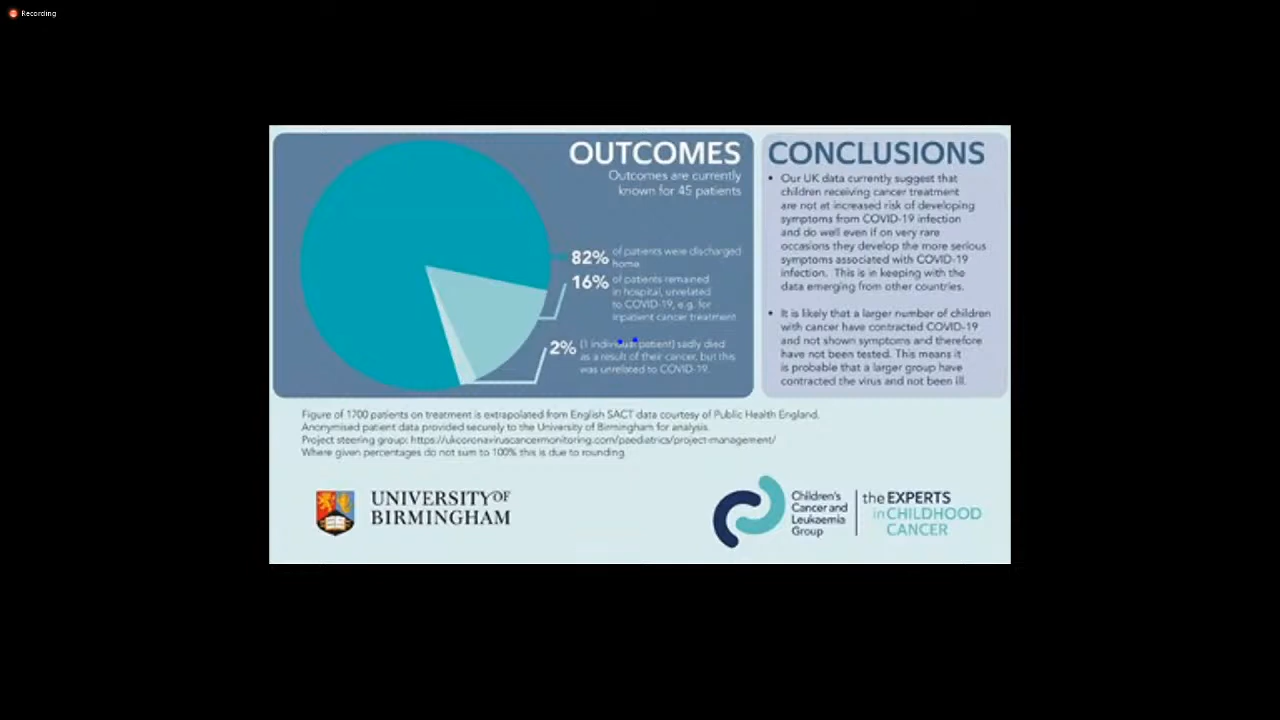 Recording
OUTCOMES
Outcomes are currently
known for 45 patients
82% of patients were discharged
home
16% of patients remained
in hospital, unrelated
to COVID-19, e.g. for
inpatient cancer treatment
2% (1 individual patient) sadly died
as a result of their cancer, but this
was unrelated to COVID-19.
CONCLUSIONS
• Our UK data currently suggest that
children receiving cancer treatment
are not at increased risk of developing
symptoms from COVID-19 infection
and do well even if on very rare
occasions they develop the more serious
symptoms associated with COVID-19
infection. This is in keeping with the
data emerging from other countries.
• It is likely that a larger number of children
with cancer have contracted COVID-19
and not shown symptoms and therefore
have not been tested. This means it
is probable that a larger group have
contracted the virus and not been ill.
Figure of 1700 patients on treatment is extrapolated from English SACT data courtesy of Public Health England.
Anonymised patient data provided securely to the University of Birmingham for analysis.
Project steering group: https://ukcoronaviruscancermonitoring.com/paediatrics/project-management/
Where given percentages do not sum to 100% this is due to rounding.
UNIVERSITY OF
BIRMINGHAM
Children's
Cancer and
Leukaemia
Group
the EXPERTS
in CHILDHOOD
CANCER